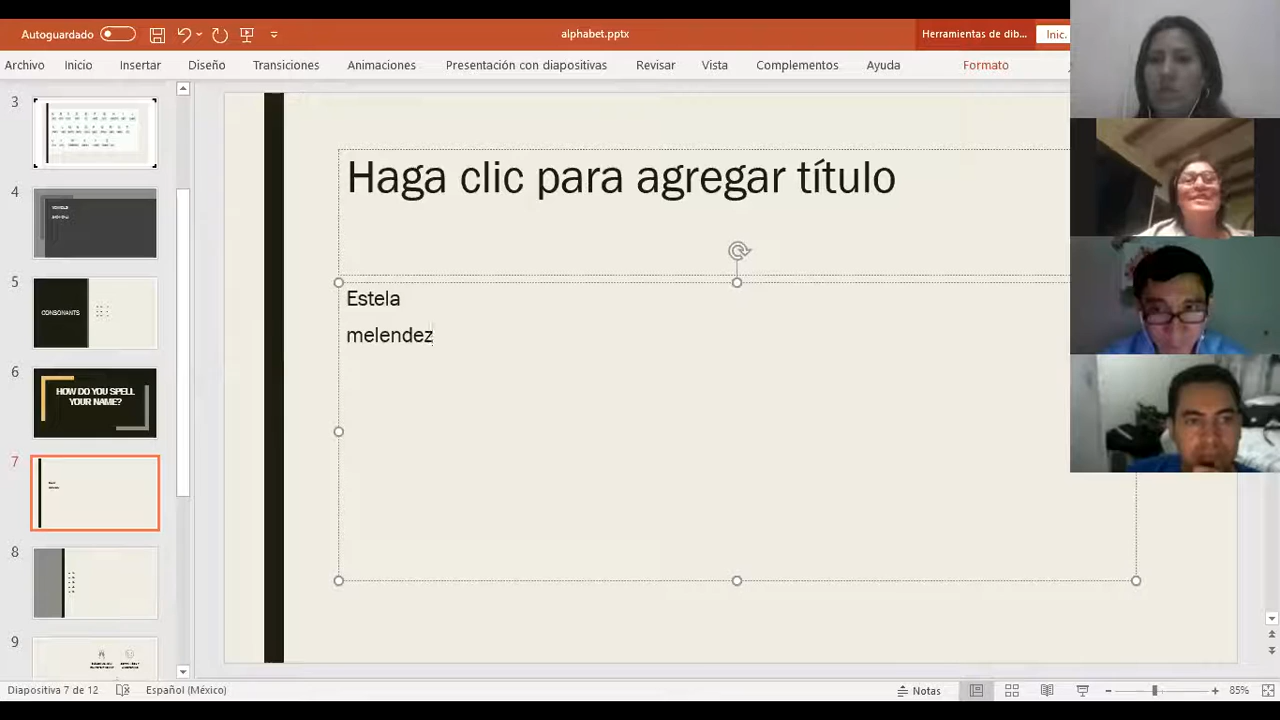 Autoguardado
alphabet.pptx
Herramientas de dib...
Inic.
Archivo
Inicio
Insertar
Diseño
Transiciones
Animaciones
Presentación con diapositivas
Revisar
Vista
Complementos
Ayuda
Formato
3
4
VOWELS
5
CONSONANTS
6
HOW DO YOU SPELL
YOUR NAME?
7
8
9
Haga clic para agregar título
Estela
melendez
Diapositiva 7 de 12
Español (México)
Notas
85%